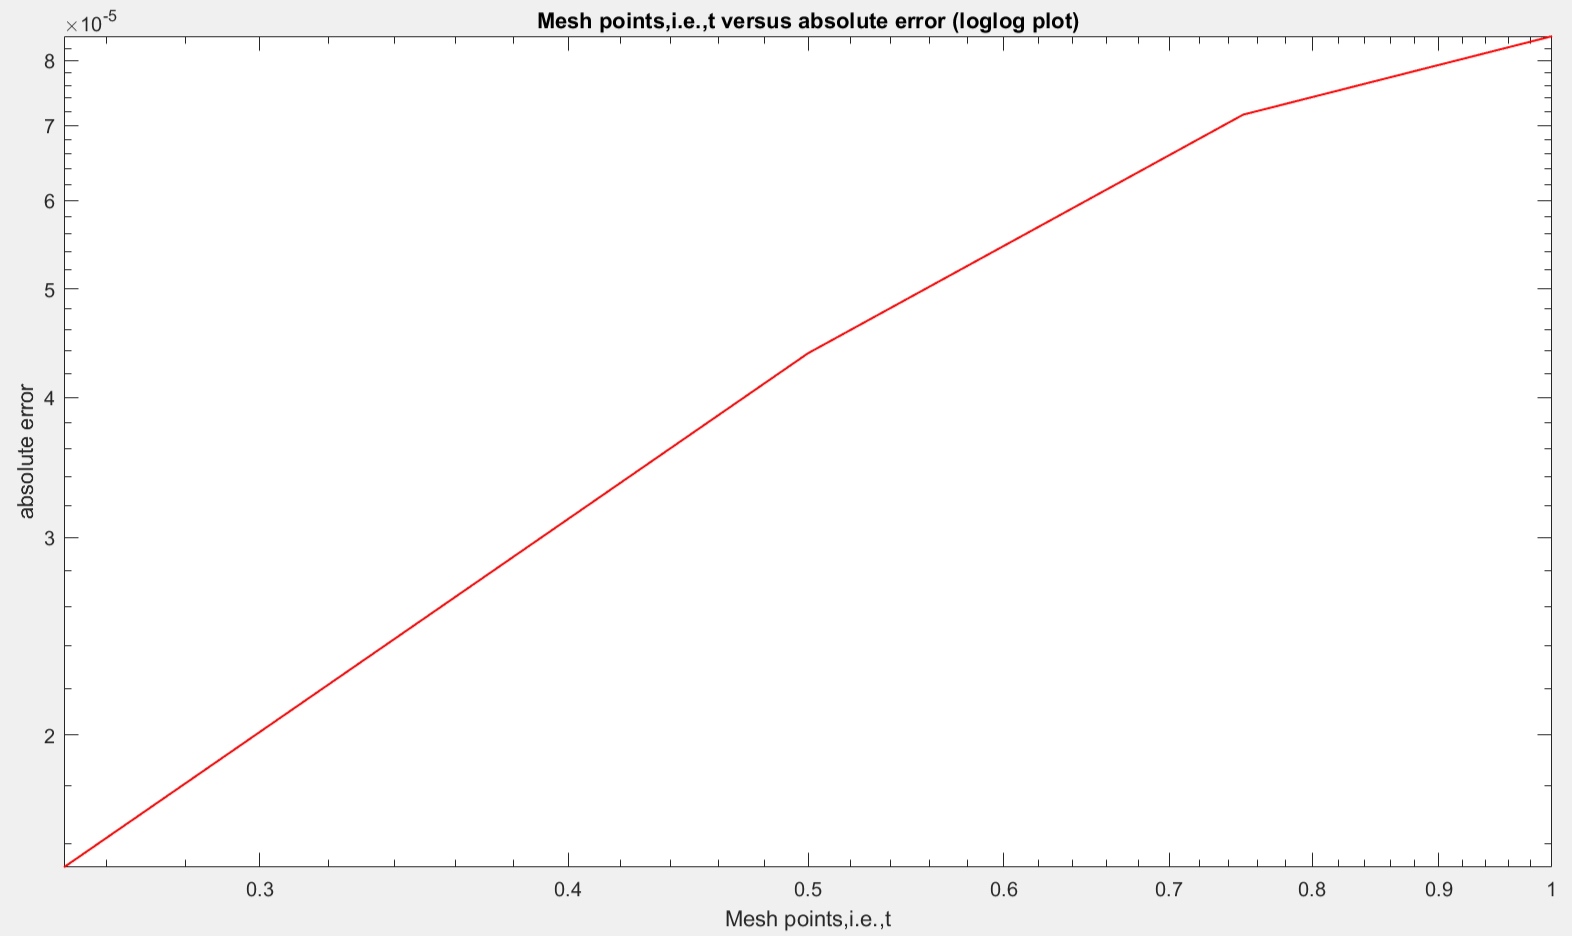 Mesh points,i.e.,t versus absolute error (loglog plot)
×10⁻⁵
8
7
6
5
4
3
2
absolute error
0.3 0.4 0.5 0.6 0.7 0.8 0.9 1
Mesh points,i.e.,t